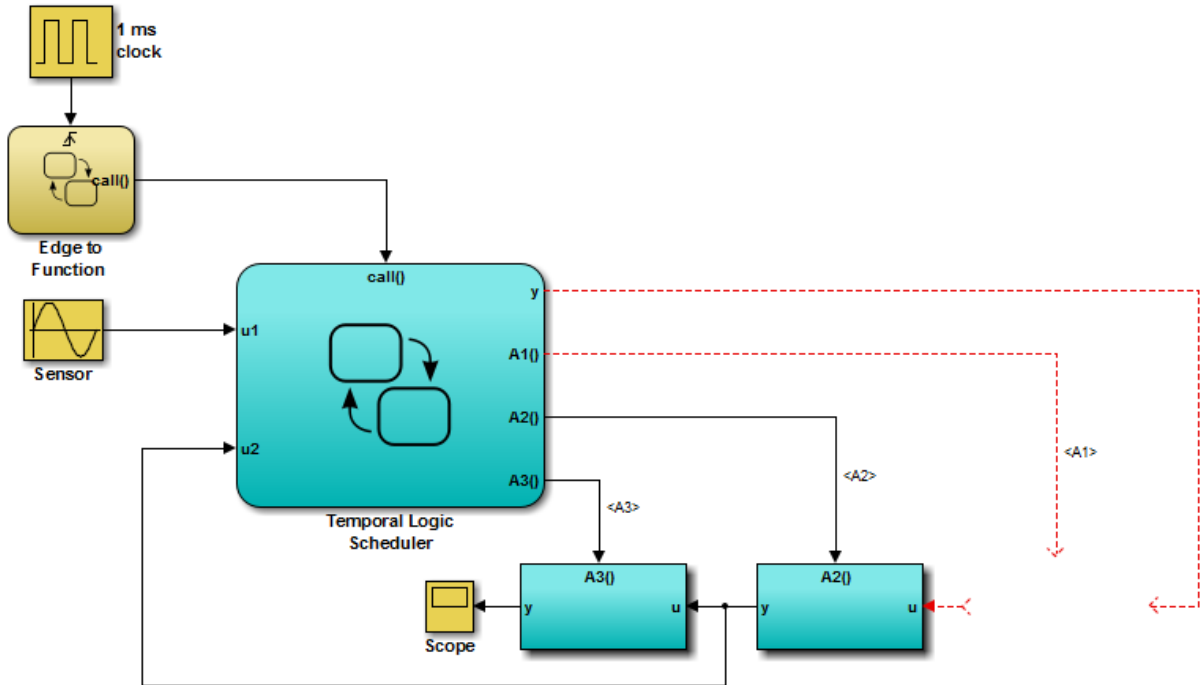 1 ms
clock
call()
Edge to
Function
call()
y
u1
Sensor
A1()
A2()
u2
<A1>
<A2>
A3()
<A3>
Temporal Logic
Scheduler
A3()
A2()
y
u
y
u
Scope